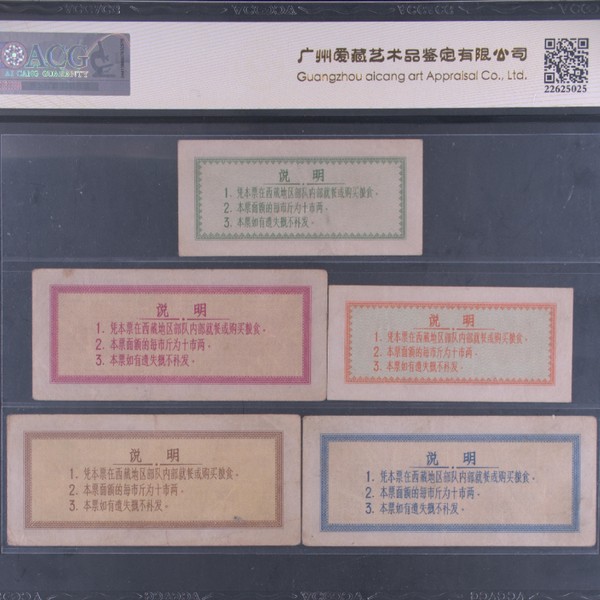 ACG
AI CANG GUARANTY
广州爱藏艺术品鉴定有限公司
Guangzhou aicang art Appraisal Co., Ltd.
22625025
说 明
1. 凭本票在西藏地区部队内部就餐或购买粮食。
2. 本票面额的每市斤为十市两。
3. 本票如有遗失概不补发。
说 明
1. 凭本票在西藏地区部队内部就餐或购买粮食。
2. 本票面额的每市斤为十市两。
3. 本票如有遗失概不补发。
说 明
1. 凭本票在西藏地区部队内部就餐或购买粮食。
2. 本票面额的每市斤为十市两。
3. 本票如有遗失概不补发。
说 明
1. 凭本票在西藏地区部队内部就餐或购买粮食。
2. 本票面额的每市斤为十市两。
3. 本票如有遗失概不补发。
说 明
1. 凭本票在西藏地区部队内部就餐或购买粮食。
2. 本票面额的每市斤为十市两。
3. 本票如有遗失概不补发。